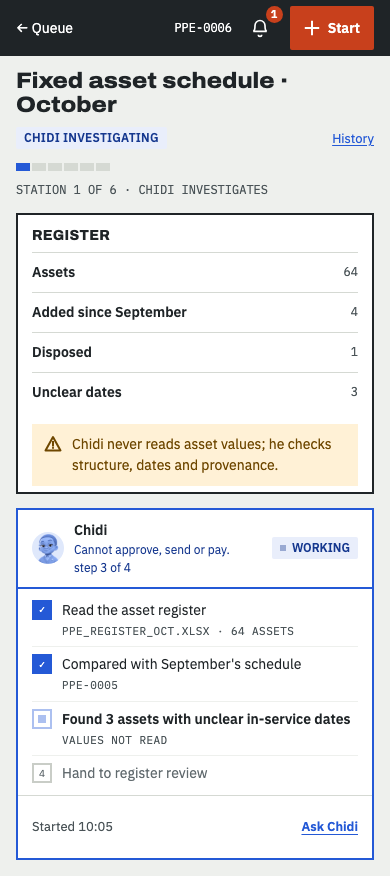 ← Queue
PPE-0006
1
Start
Fixed asset schedule ·
October
CHIDI INVESTIGATING
History
STATION 1 OF 6 · CHIDI INVESTIGATES
REGISTER
Assets 64
Added since September 4
Disposed 1
Unclear dates 3
Chidi never reads asset values; he checks
structure, dates and provenance.
Chidi
Cannot approve, send or pay.
step 3 of 4
WORKING
Read the asset register
PPE_REGISTER_OCT.XLSX · 64 ASSETS
Compared with September's schedule
PPE-0005
Found 3 assets with unclear in-service dates
VALUES NOT READ
4 Hand to register review
Started 10:05
Ask Chidi